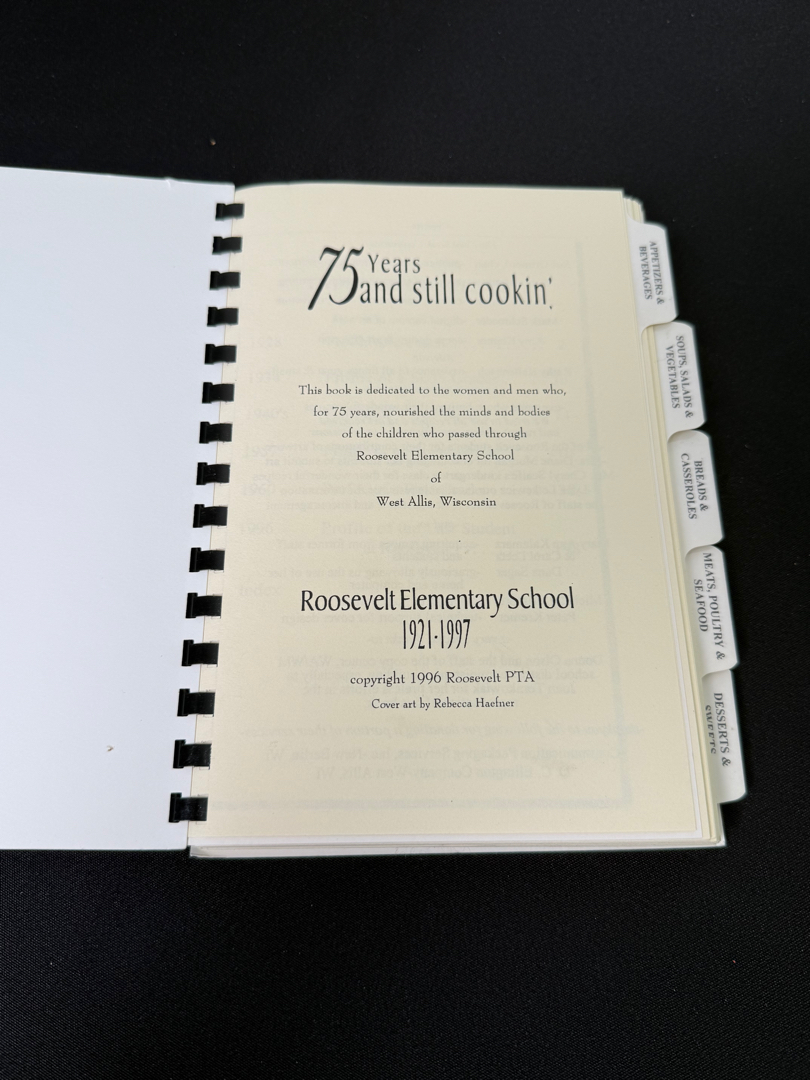 75 Years
and still cookin'.
This book is dedicated to the women and men who,
for 75 years, nourished the minds and bodies
of the children who passed through
Roosevelt Elementary School
of
West Allis, Wisconsin
Roosevelt Elementary School
1921-1997
copyright 1996 Roosevelt PTA
Cover art by Rebecca Haefner
APPETIZERS &
BEVERAGES
SOUPS, SALADS &
VEGETABLES
BREADS &
CASSEROLES
MEATS, POULTRY &
SEAFOOD
DESSERTS &
SWEETS